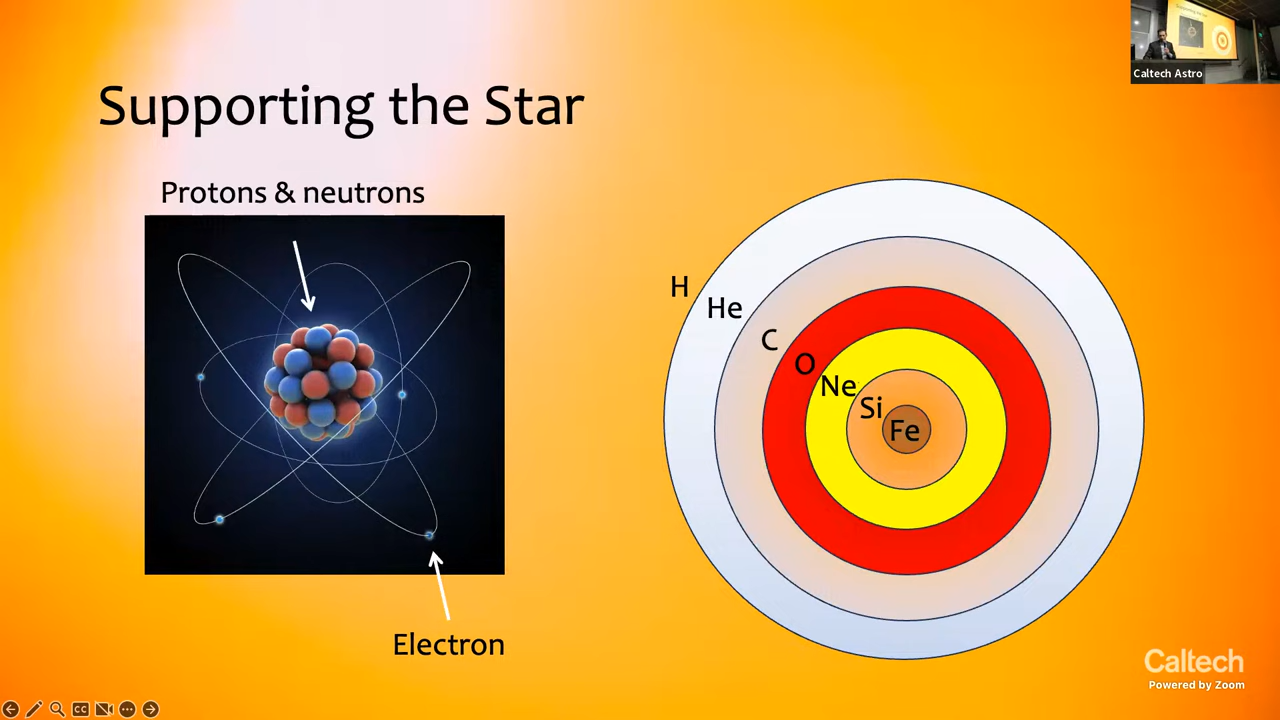 Supporting the Star
Protons & neutrons
Electron
H
He
C
O
Ne
Si
Fe
Caltech Astro
Caltech
Powered by Zoom
CC